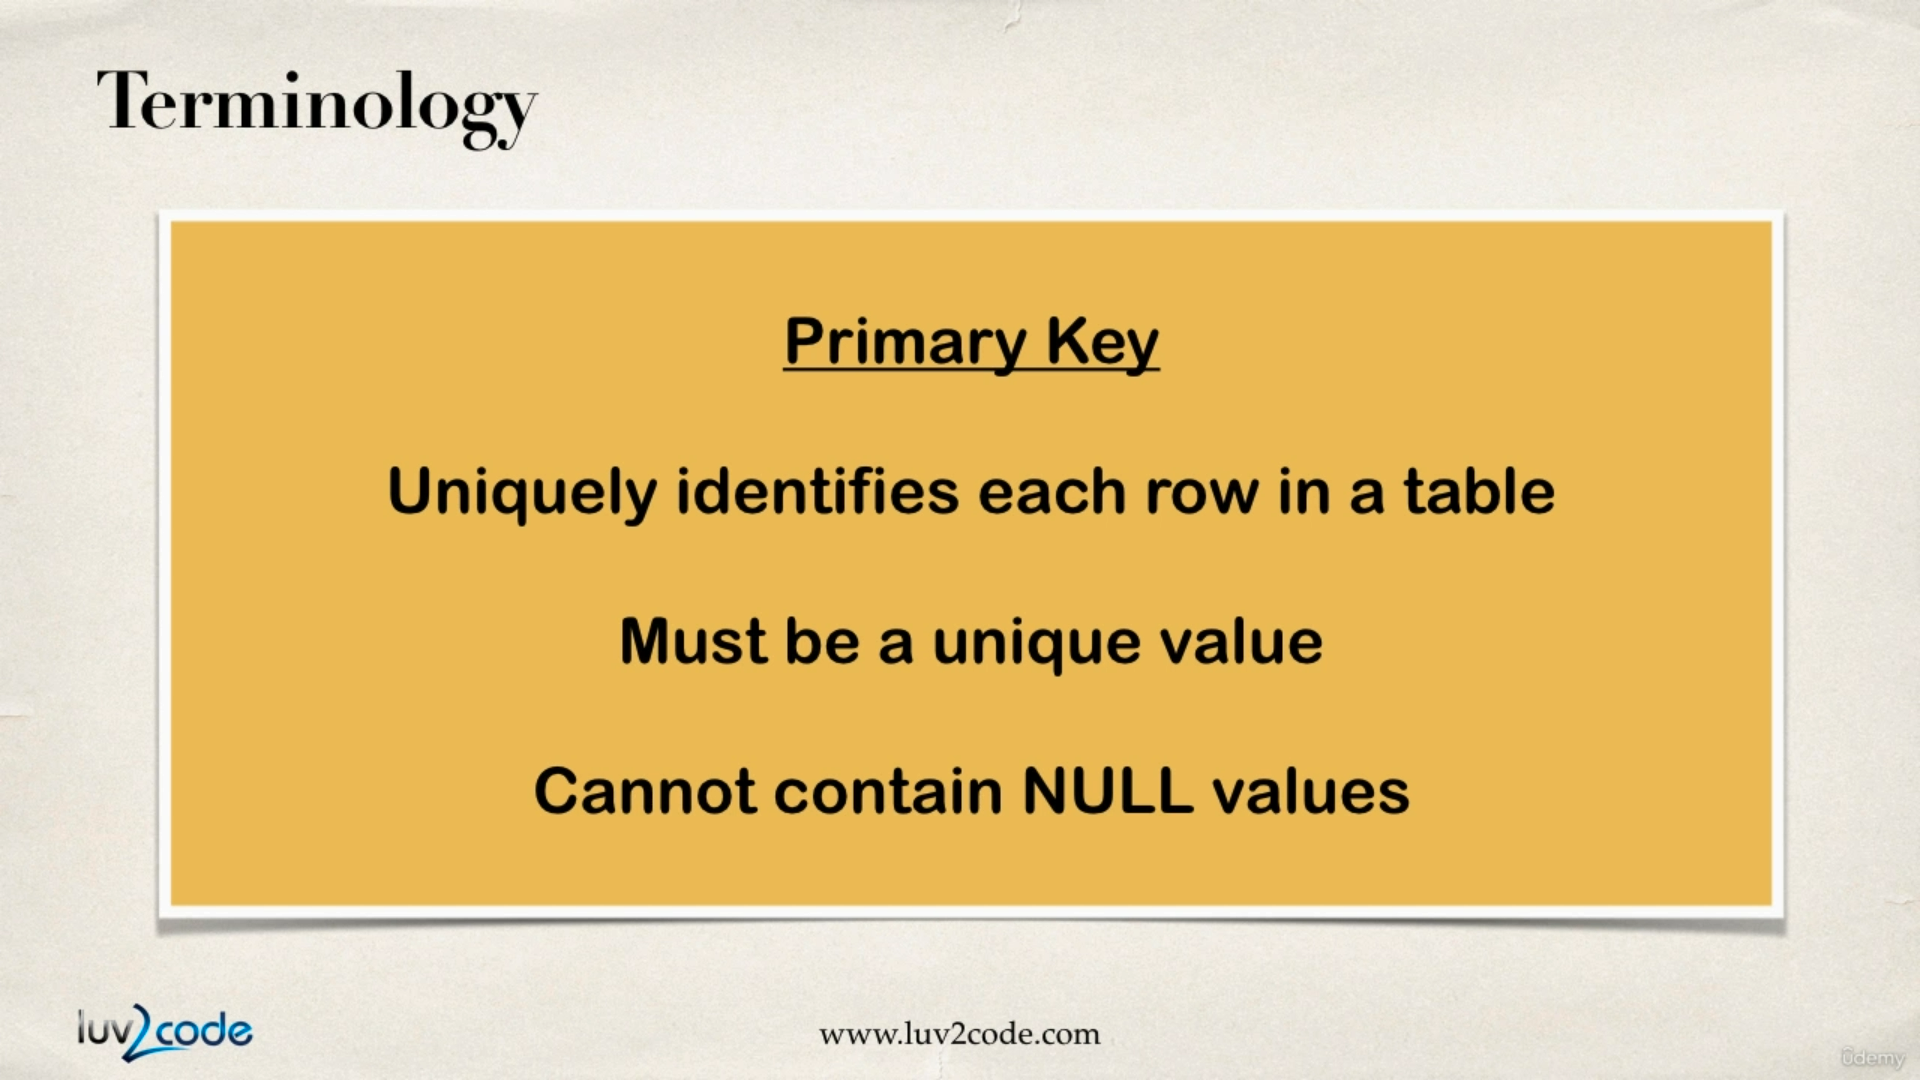 Terminology
Primary Key
Uniquely identifies each row in a table
Must be a unique value
Cannot contain NULL values
luv2code
www.luv2code.com
ûdemy